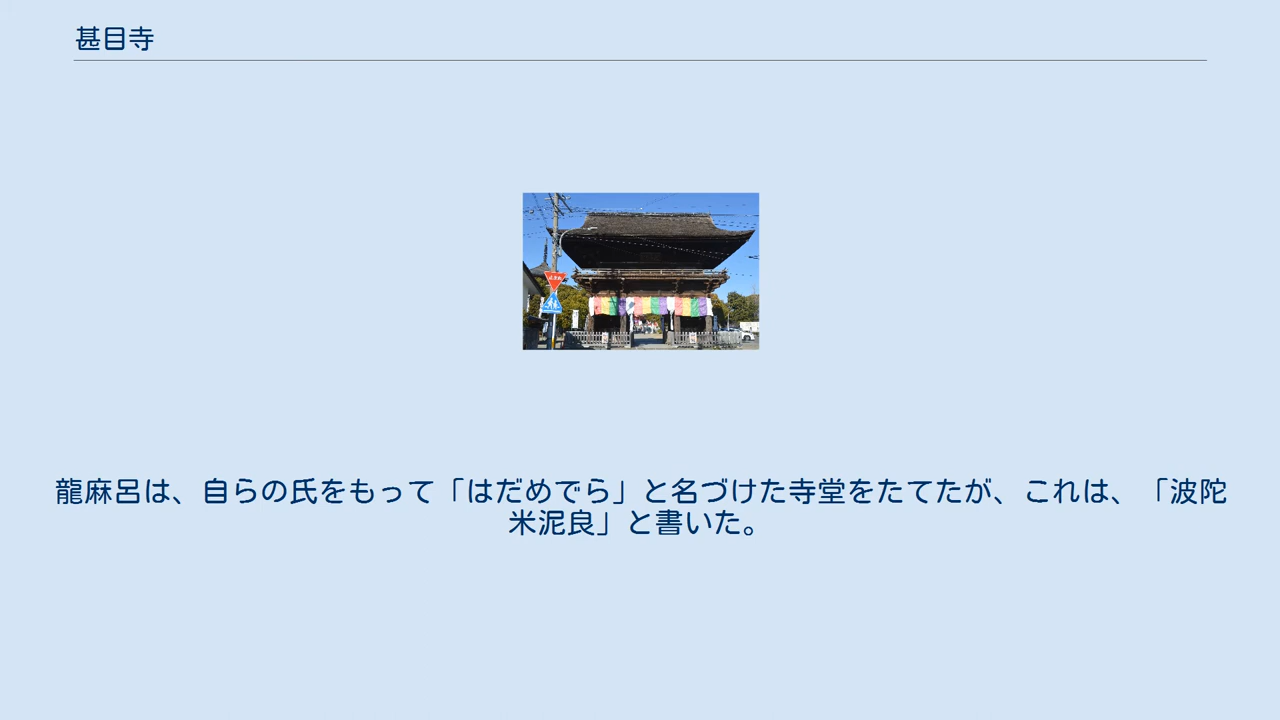 甚目寺
龍麻呂は、自らの氏をもって「はだめでら」と名づけた寺堂をたてたが、これは、「波陀
米泥良」と書いた。